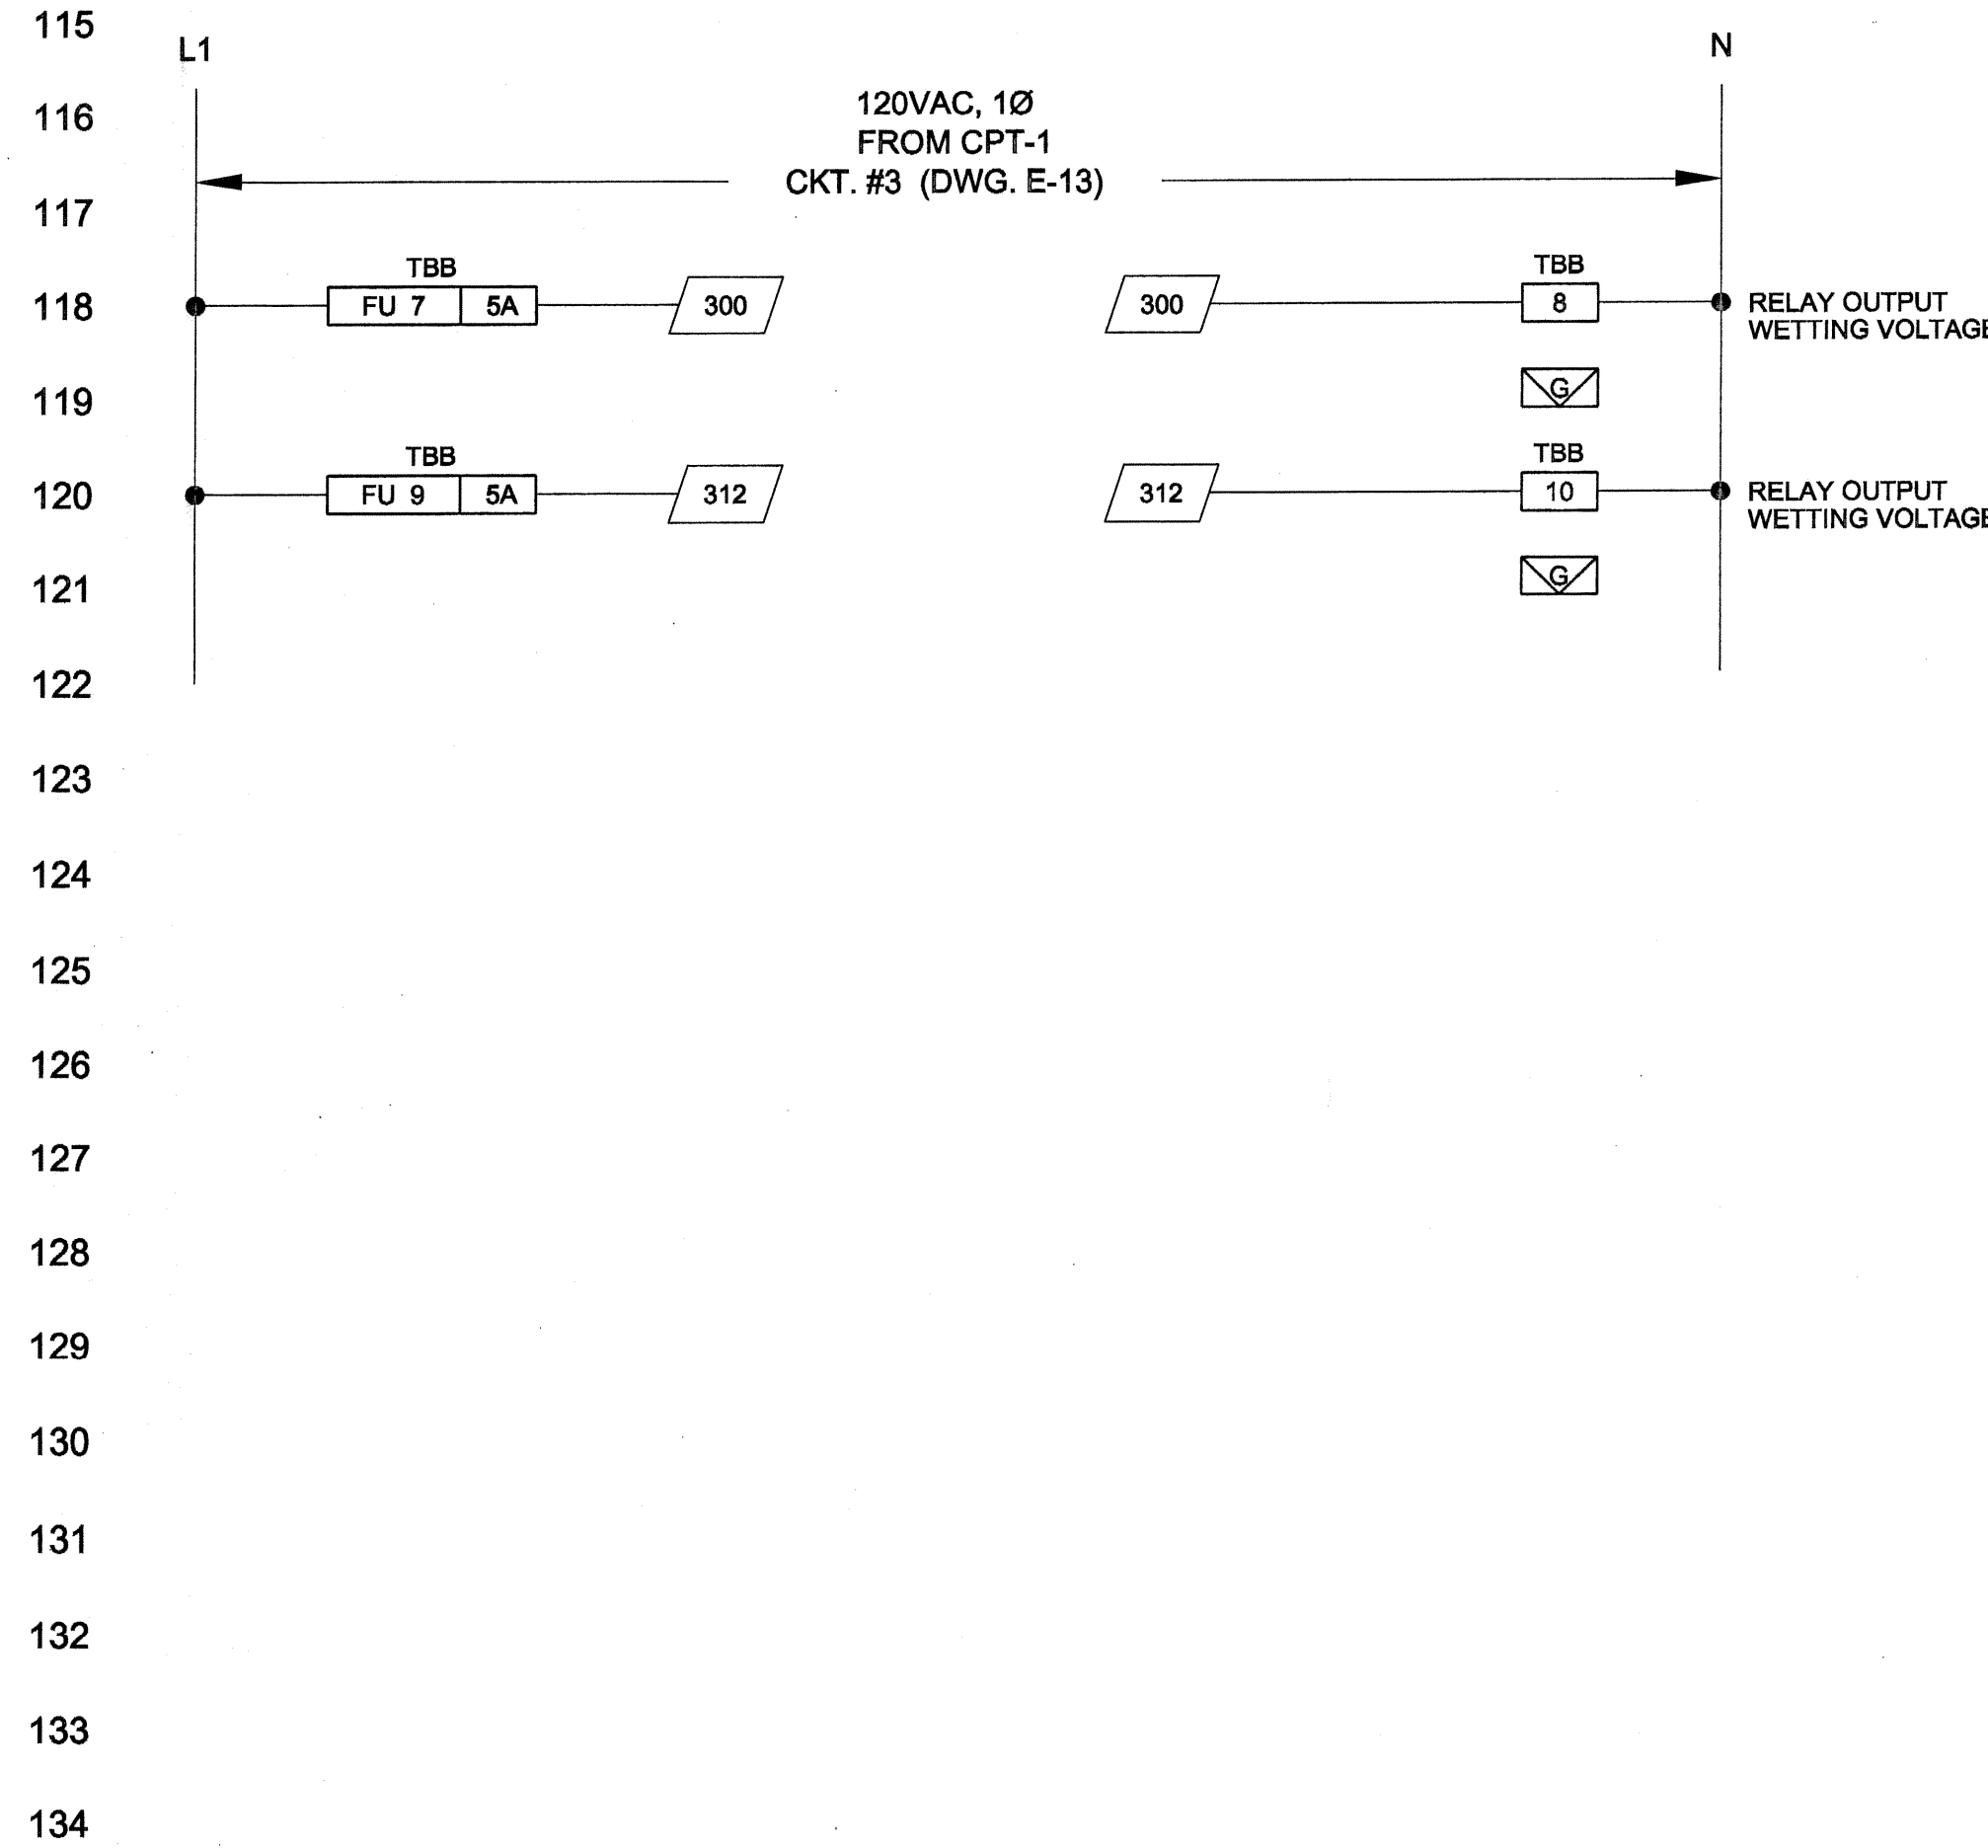 115
L1
N
116
120VAC, 1Ø
FROM CPT-1
CKT. #3 (DWG. E-13)
117
TBB
TBB
118
FU 7
5A
300
300
8
RELAY OUTPUT
WETTING VOLTAGE
119
G
TBB
TBB
120
FU 9
5A
312
312
10
RELAY OUTPUT
WETTING VOLTAGE
121
G
122
123
124
125
126
127
128
129
130
131
132
133
134